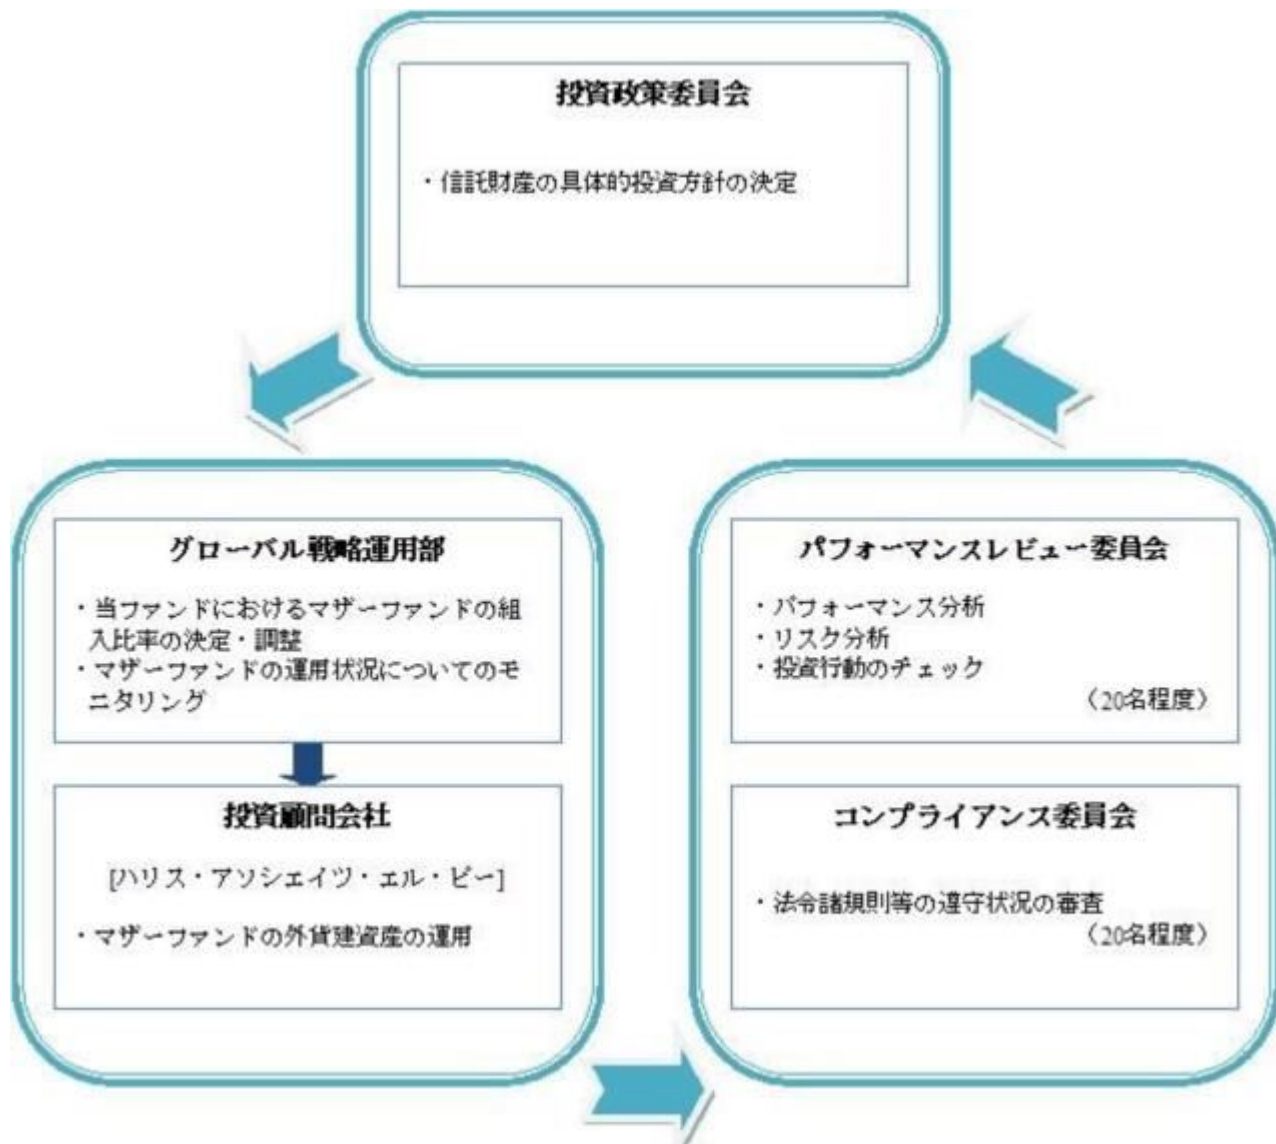 投資政策委員会
・信託財産の具体的投資方針の決定
グローバル戦略運用部
・当ファンドにおけるマザーファンドの組
入比率の決定・調整
・マザーファンドの運用状況についてのモ
ニタリング
投資顧問会社
[ハリス・アソシエイツ・エル・ピー]
・マザーファンドの外貨建資産の運用
パフォーマンスレビュー委員会
・パフォーマンス分析
・リスク分析
・投資行動のチェック
（20名程度）
コンプライアンス委員会
・法令諸規則等の遵守状況の審査
（20名程度）